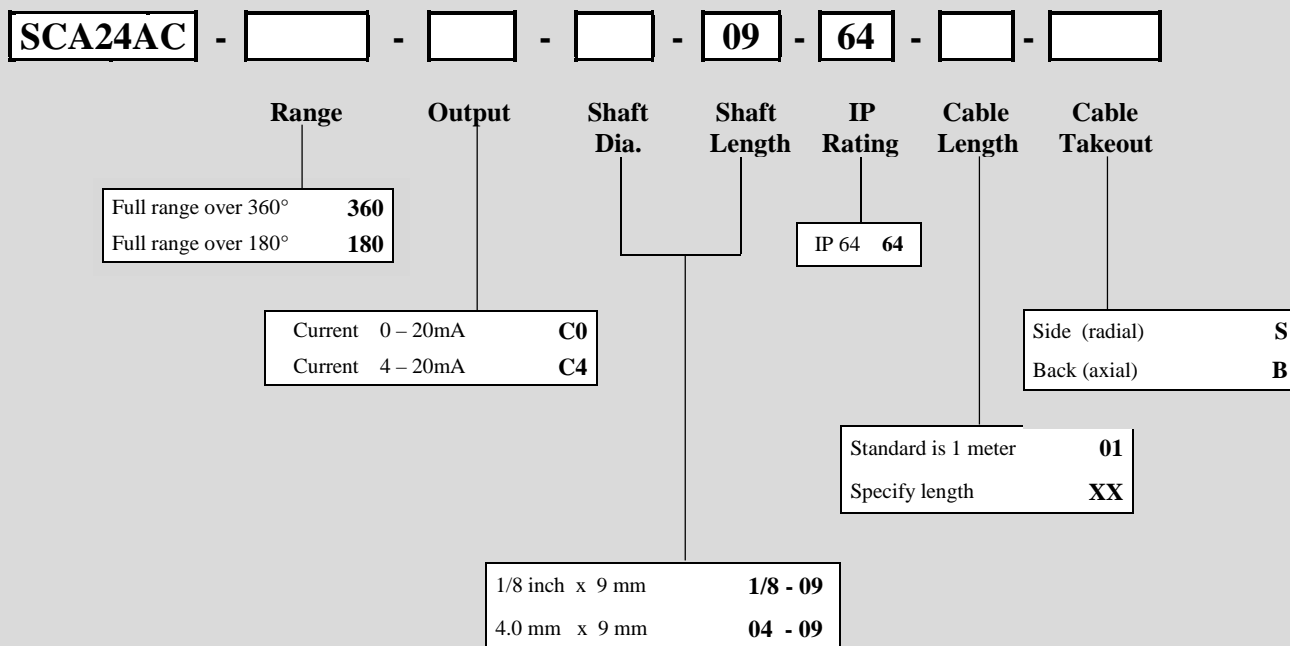 SCA24AC - - - - 09 - 64 - -
Range Output Shaft Dia. Shaft Length IP Rating Cable Length Cable Takeout
Full range over 360° 360
Full range over 180° 180
IP 64 64
Current 0 – 20mA C0
Current 4 – 20mA C4
Side (radial) S
Back (axial) B
Standard is 1 meter 01
Specify length XX
1/8 inch x 9 mm 1/8 - 09
4.0 mm x 9 mm 04 - 09